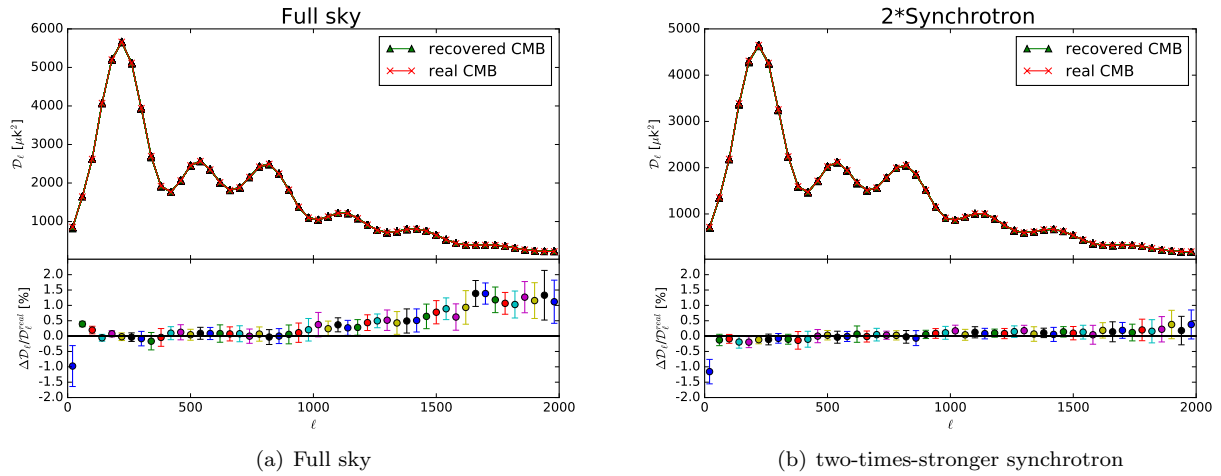 Full sky
6000
5000
4000
3000
2000
1000
𝒟ℓ [μk²]
recovered CMB
real CMB
2.0
1.5
1.0
0.5
0.0
-0.5
-1.0
-1.5
-2.0
Δ𝒟ℓ/𝒟ℓ^real [%]
0 500 1000 1500 2000
ℓ
(a) Full sky
2*Synchrotron
5000
4000
3000
2000
1000
𝒟ℓ [μk²]
recovered CMB
real CMB
2.0
1.5
1.0
0.5
0.0
-0.5
-1.0
-1.5
-2.0
Δ𝒟ℓ/𝒟ℓ^real [%]
0 500 1000 1500 2000
ℓ
(b) two-times-stronger synchrotron